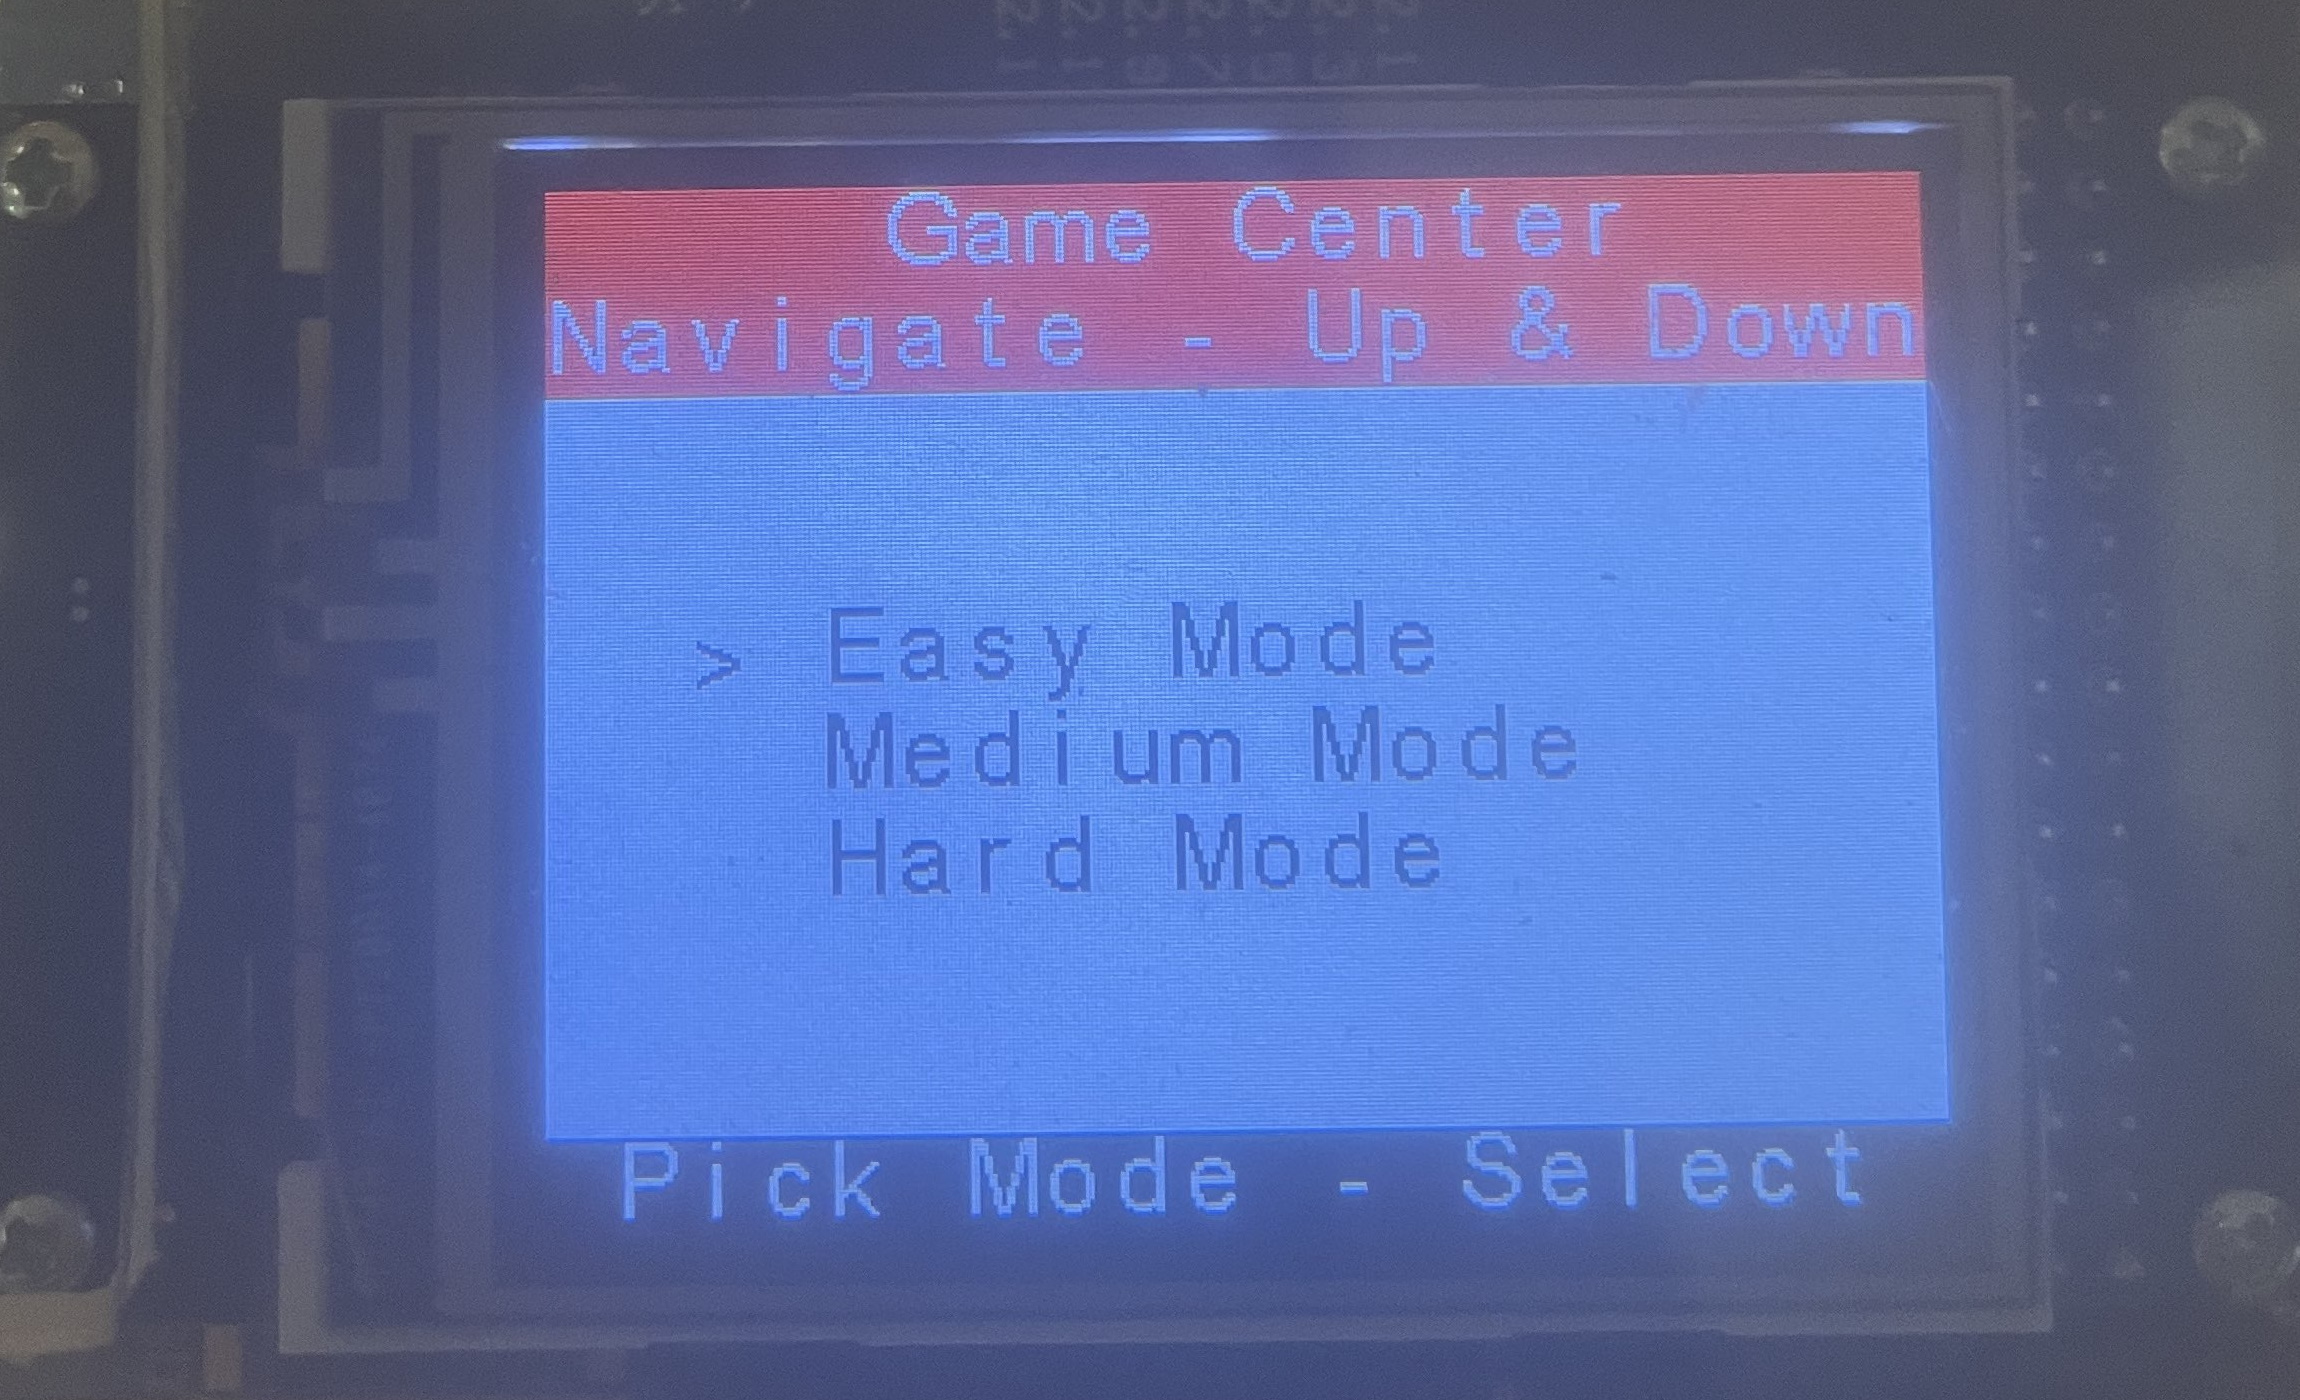 Game Center
Navigate - Up & Down
> Easy Mode
Medium Mode
Hard Mode
Pick Mode - Select